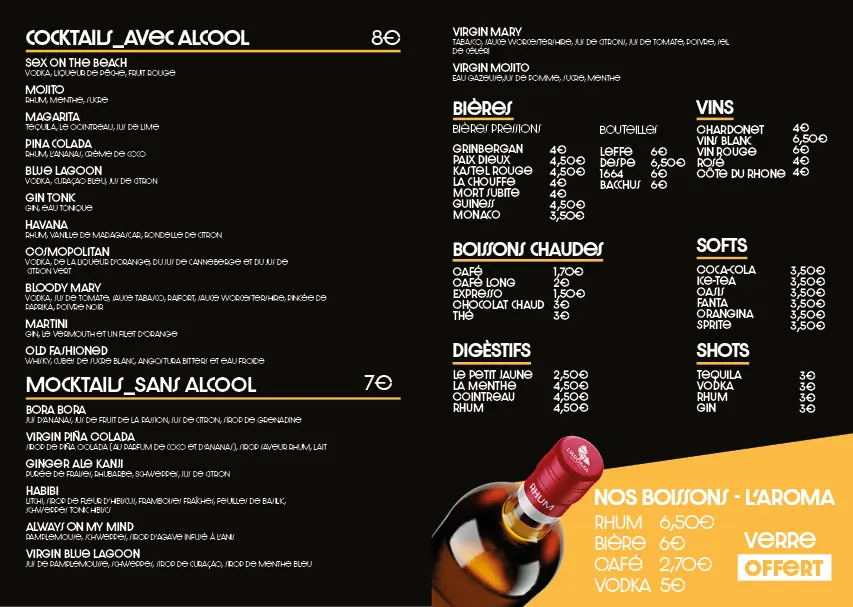 COCKTAILS_AVEC ALCOOL 8€
SEX ON THE BEACH
VODKA, LIQUEUR DE PÊCHE, FRUIT ROUGE
MOJITO
RHUM, MENTHE, SUCRE
MAGARITA
TEQUILA, LE COINTREAU, JUS DE LIME
PINA COLADA
RHUM, L'ANANAS, CRÈME DE COCO
BLUE LAGOON
VODKA, CURAÇAO BLEU, JUS DE CITRON
GIN TONK
GIN, EAU TONIQUE
HAVANA
RHUM, VANILLE DE MADAGASCAR, RONDELLE DE CITRON
COSMOPOLITAN
VODKA, DE LA LIQUEUR D'ORANGE, DU JUS DE CANNEBERGE ET DU JUS DE
CITRON VERT
BLOODY MARY
VODKA, JUS DE TOMATE, SAUCE TABASCO, RAIFORT, SAUCE WORCESTERSHIRE, PINCÉE DE
PAPRIKA, POIVRE NOIR
MARTINI
GIN, LE VERMOUTH ET UN FILET D'ORANGE
OLD FASHIONED
WHISKY, CUBES DE SUCRE BLANC, ANGOSTURA BITTERS ET EAU FROIDE
MOCKTAILS_SANS ALCOOL 7€
BORA BORA
JUS D'ANANAS, JUS DE FRUIT DE LA PASSION, JUS DE CITRON, SIROP DE GRENADINE
VIRGIN PIÑA COLADA
SIROP DE PIÑA COLADA (AU PARFUM DE COCO ET D'ANANAS), SIROP SAVEUR RHUM, LAIT
GINGER ALE KANJI
PURÉE DE FRAISES, RHUBARBE, SCHWEPPES, JUS DE CITRON
HABIBI
LITCHI, SIROP DE FLEUR D'HIBISCUS, FRAMBOISES FRAÎCHES, FEUILLES DE BASILIC,
SCHWEPPES TONIC HIBISCS
ALWAYS ON MY MIND
PAMPLEMOUSSE, SCHWEPPES, SIROP D'AGAVE INFUSÉ À L'ANIS
VIRGIN BLUE LAGOON
JUS DE PAMPLEMOUSSE, SCHWEPPES, SIROP DE CURAÇAO, SIROP DE MENTHE BLEU
VIRGIN MARY
TABASCO, SAUCE WORCESTERSHIRE, JUS DE CITRONS, JUS DE TOMATE, POIVRE, SEL
DE CÉLERI
VIRGIN MOJITO
EAU GAZEUSE,JUS DE POMME, SUCRE, MENTHE
BIÈRES
BIÈRES PRESSIONS
GRINBERGAN 4€
PAIX DIEUX 4,50€
KASTEL ROUGE 4,50€
LA CHOUFFE 4€
MORT SUBITE 4€
GUINESS 4,50€
MONACO 3,50€
BOUTEILLES
LEFFE 6€
DESPE 6,50€
1664 6€
BACCHUS 6€
VINS
CHARDONET 4€
VINS BLANC 6,50€
VIN ROUGE 6€
ROSÉ 4€
CÔTE DU RHONE 4€
BOISSONS CHAUDES
CAFÉ 1,70€
CAFÉ LONG 2€
EXPRESSO 1,50€
CHOCOLAT CHAUD 3€
THÉ 3€
SOFTS
COCA-COLA 3,50€
ICE-TEA 3,50€
OASIS 3,50€
FANTA 3,50€
ORANGINA 3,50€
SPRITE 3,50€
DIGÈSTIFS
LE PETIT JAUNE 2,50€
LA MENTHE 4,50€
COINTREAU 4,50€
RHUM 4,50€
SHOTS
TEQUILA 3€
VODKA 3€
RHUM 3€
GIN 3€
L'AROMA
RHUM
NOS BOISSONS - L'AROMA
RHUM 6,50€
BIÈRE 6€
CAFÉ 2,70€
VODKA 5€
VERRE
OFFERT